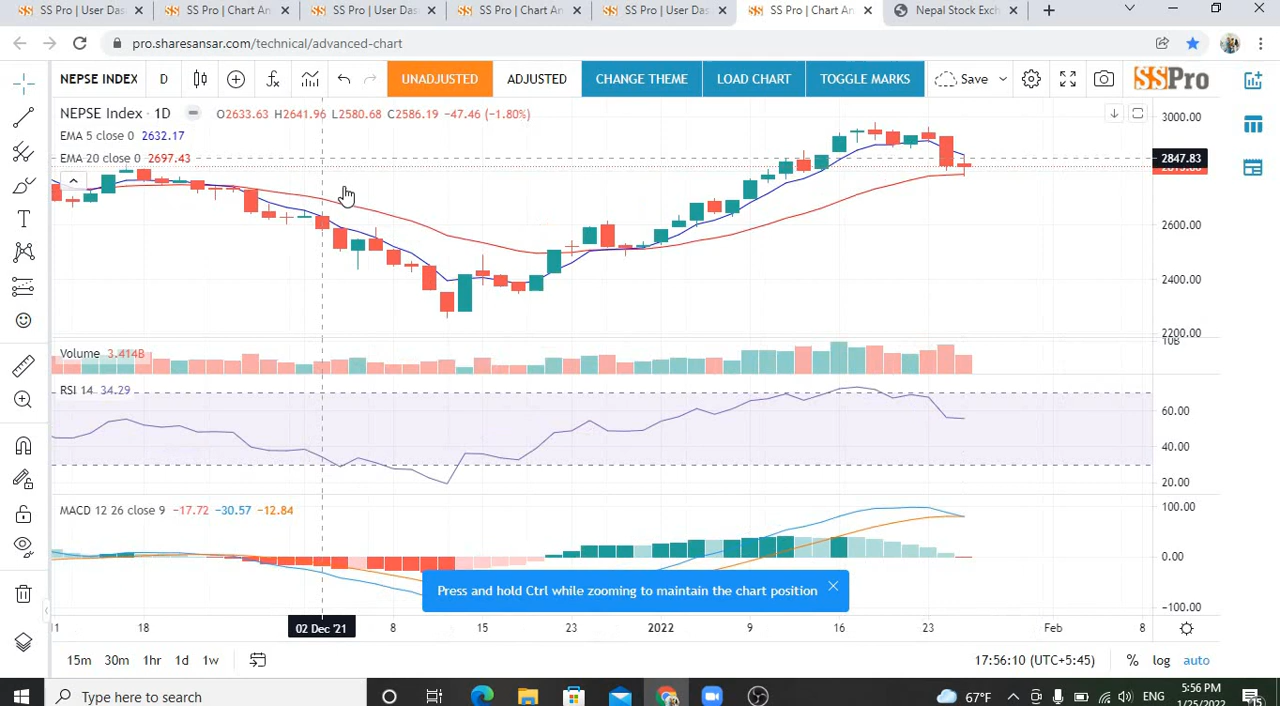 SS Pro | User Das
SS Pro | Chart An
SS Pro | User Das
SS Pro | Chart An
SS Pro | User Das
SS Pro | Chart An
Nepal Stock Exch
pro.sharesansar.com/technical/advanced-chart
NEPSE INDEX D UNADJUSTED ADJUSTED CHANGE THEME LOAD CHART TOGGLE MARKS Save SSPro
NEPSE Index · 1D O2633.63 H2641.96 L2580.68 C2586.19 -47.46 (-1.80%)
3000.00
EMA 5 close 0 2632.17
EMA 20 close 0 2697.43
2847.83
2600.00
2400.00
2200.00
Volume 3.414B
10B
RSI 14 34.29
60.00
40.00
20.00
MACD 12 26 close 9 −17.72 −30.57 −12.84
100.00
0.00
Press and hold Ctrl while zooming to maintain the chart position
-100.00
11 18 02 Dec '21 8 15 23 2022 9 16 23 Feb 8
15m 30m 1hr 1d 1w 17:56:10 (UTC+5:45) % log auto
Type here to search
67°F ENG
5:56 PM
1/25/2022
15